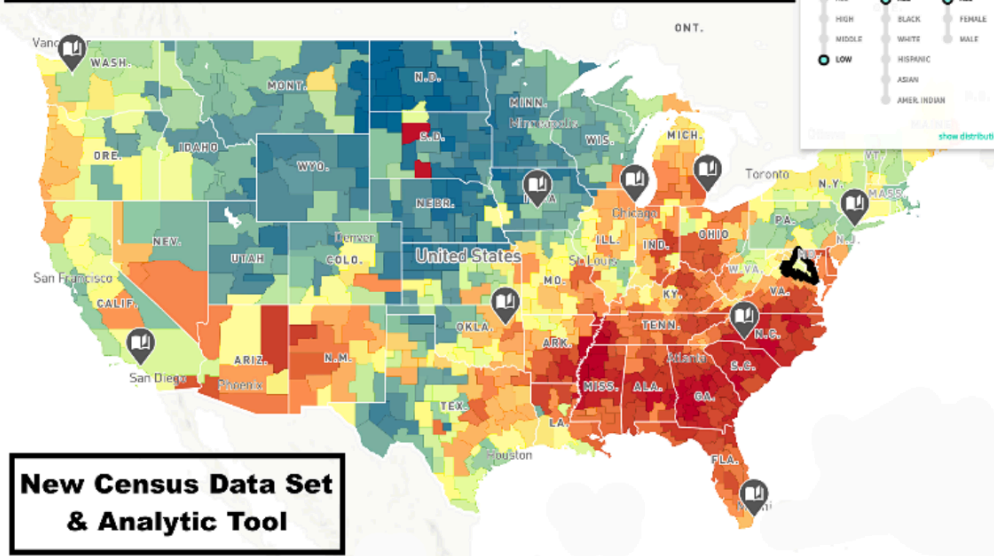 ONT.
HIGH
BLACK
FEMALE
MIDDLE
WHITE
MALE
LOW
HISPANIC
ASIAN
AMER. INDIAN
show distributi
WASH.
MONT.
N.D.
MINN.
Minneapolis
S.D.
WIS.
MICH.
ORE.
IDAHO
WYO.
Toronto
VT.
N.Y.
MASS
NEBR.
Chicago
PA.
N.J.
NEV.
UTAH
Denver
COLO.
United States
ILL.
IND.
OHIO
San Francisco
St. Louis
W.VA.
CALIF.
MO.
KY.
VA.
OKLA.
TENN.
N.C.
ARIZ.
N.M.
ARK.
Atlanta
S.C.
San Diego
Phoenix
MISS.
ALA.
GA.
TEX.
LA.
Houston
FLA.
New Census Data Set
& Analytic Tool